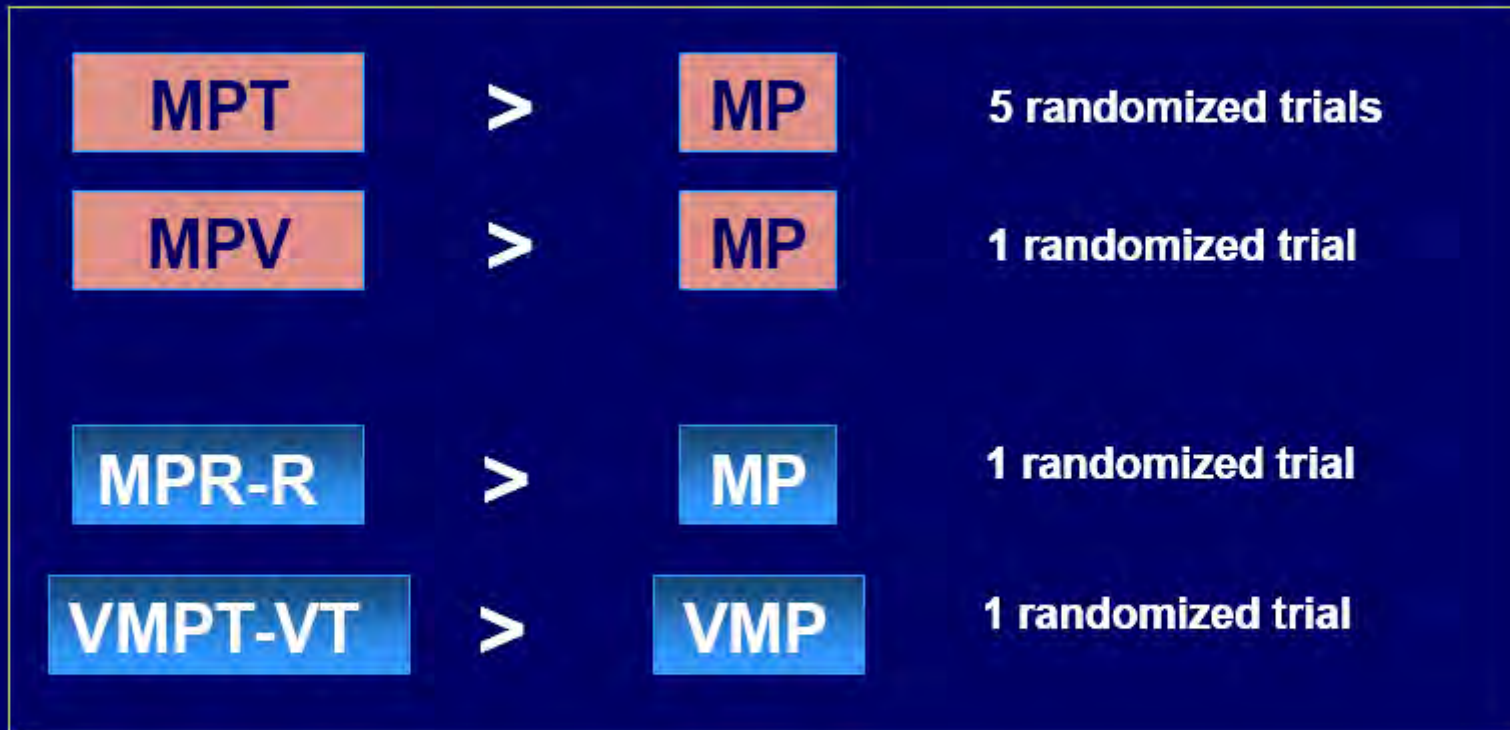 MPT > MP 5 randomized trials
MPV > MP 1 randomized trial
MPR-R > MP 1 randomized trial
VMPT-VT > VMP 1 randomized trial